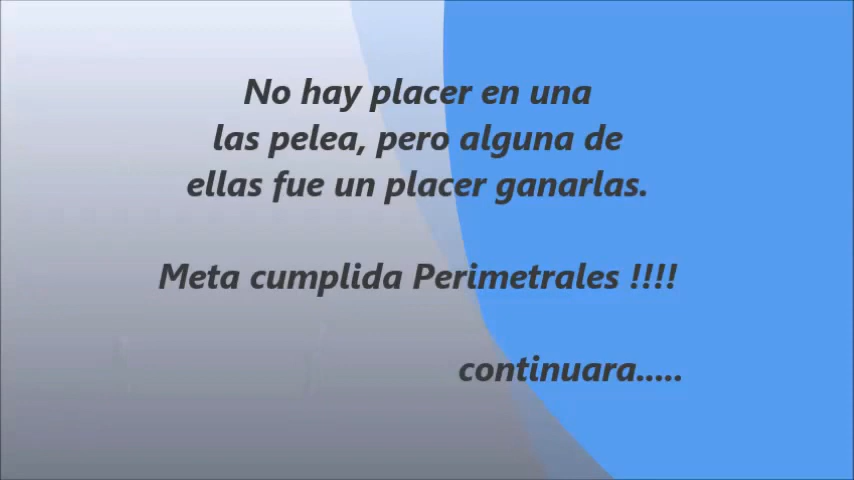 No hay placer en una
las pelea, pero alguna de
ellas fue un placer ganarlas.
Meta cumplida Perimetrales !!!!
continuara.....